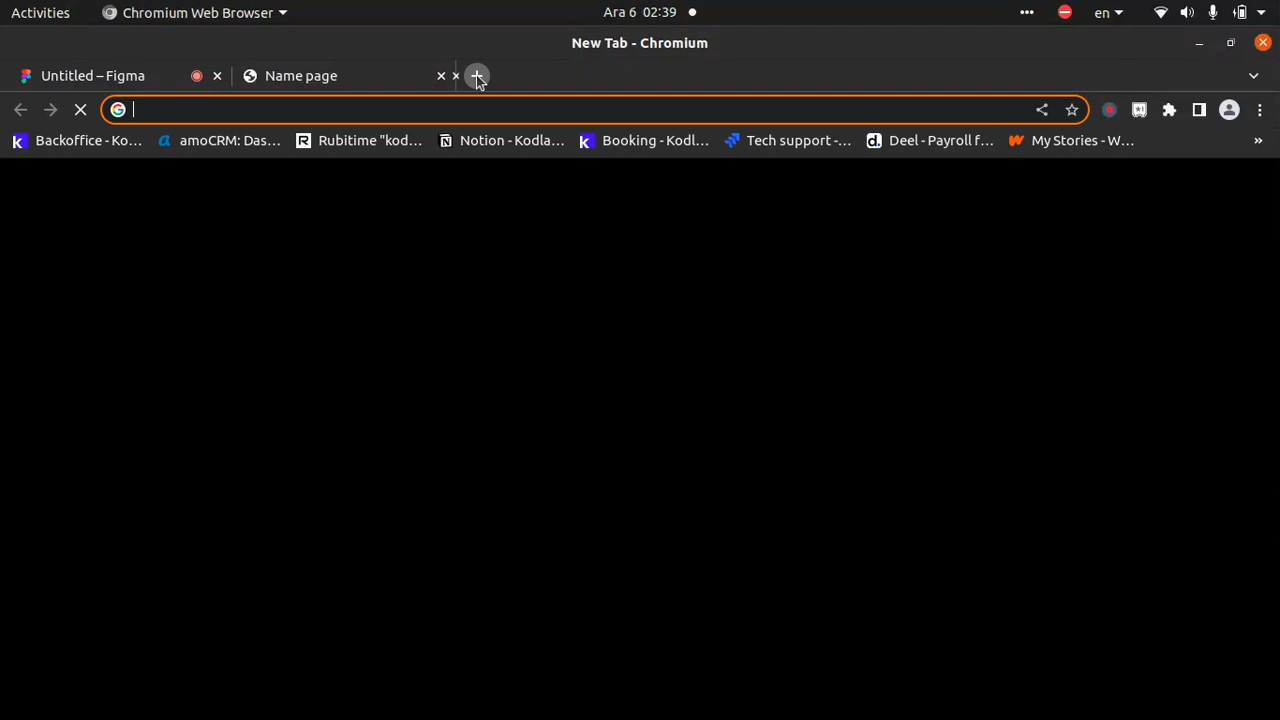 Activities Chromium Web Browser Ara 6 02:39 en
New Tab - Chromium
Untitled – Figma Name page
Backoffice - Ko... amoCRM: Das... Rubitime "kod... Notion - Kodla... Booking - Kodl... Tech support -... Deel - Payroll f... My Stories - W... »